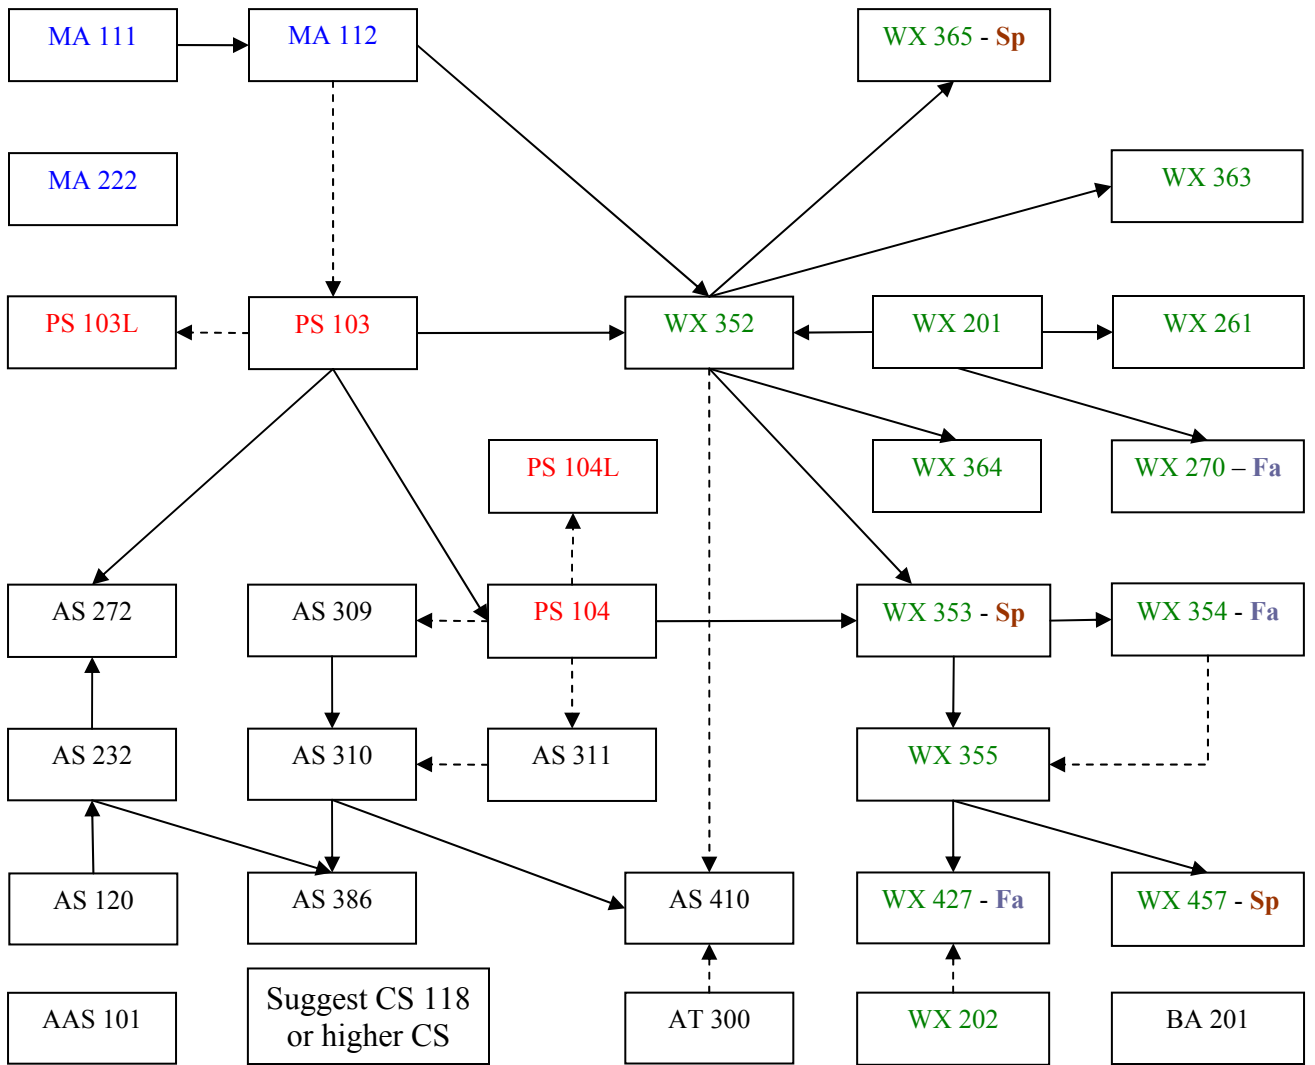 MA 111
MA 112
WX 365 - Sp
MA 222
WX 363
PS 103L
PS 103
WX 352
WX 201
WX 261
PS 104L
WX 364
WX 270 – Fa
AS 272
AS 309
PS 104
WX 353 - Sp
WX 354 - Fa
AS 232
AS 310
AS 311
WX 355
AS 120
AS 386
AS 410
WX 427 - Fa
WX 457 - Sp
AAS 101
Suggest CS 118
or higher CS
AT 300
WX 202
BA 201